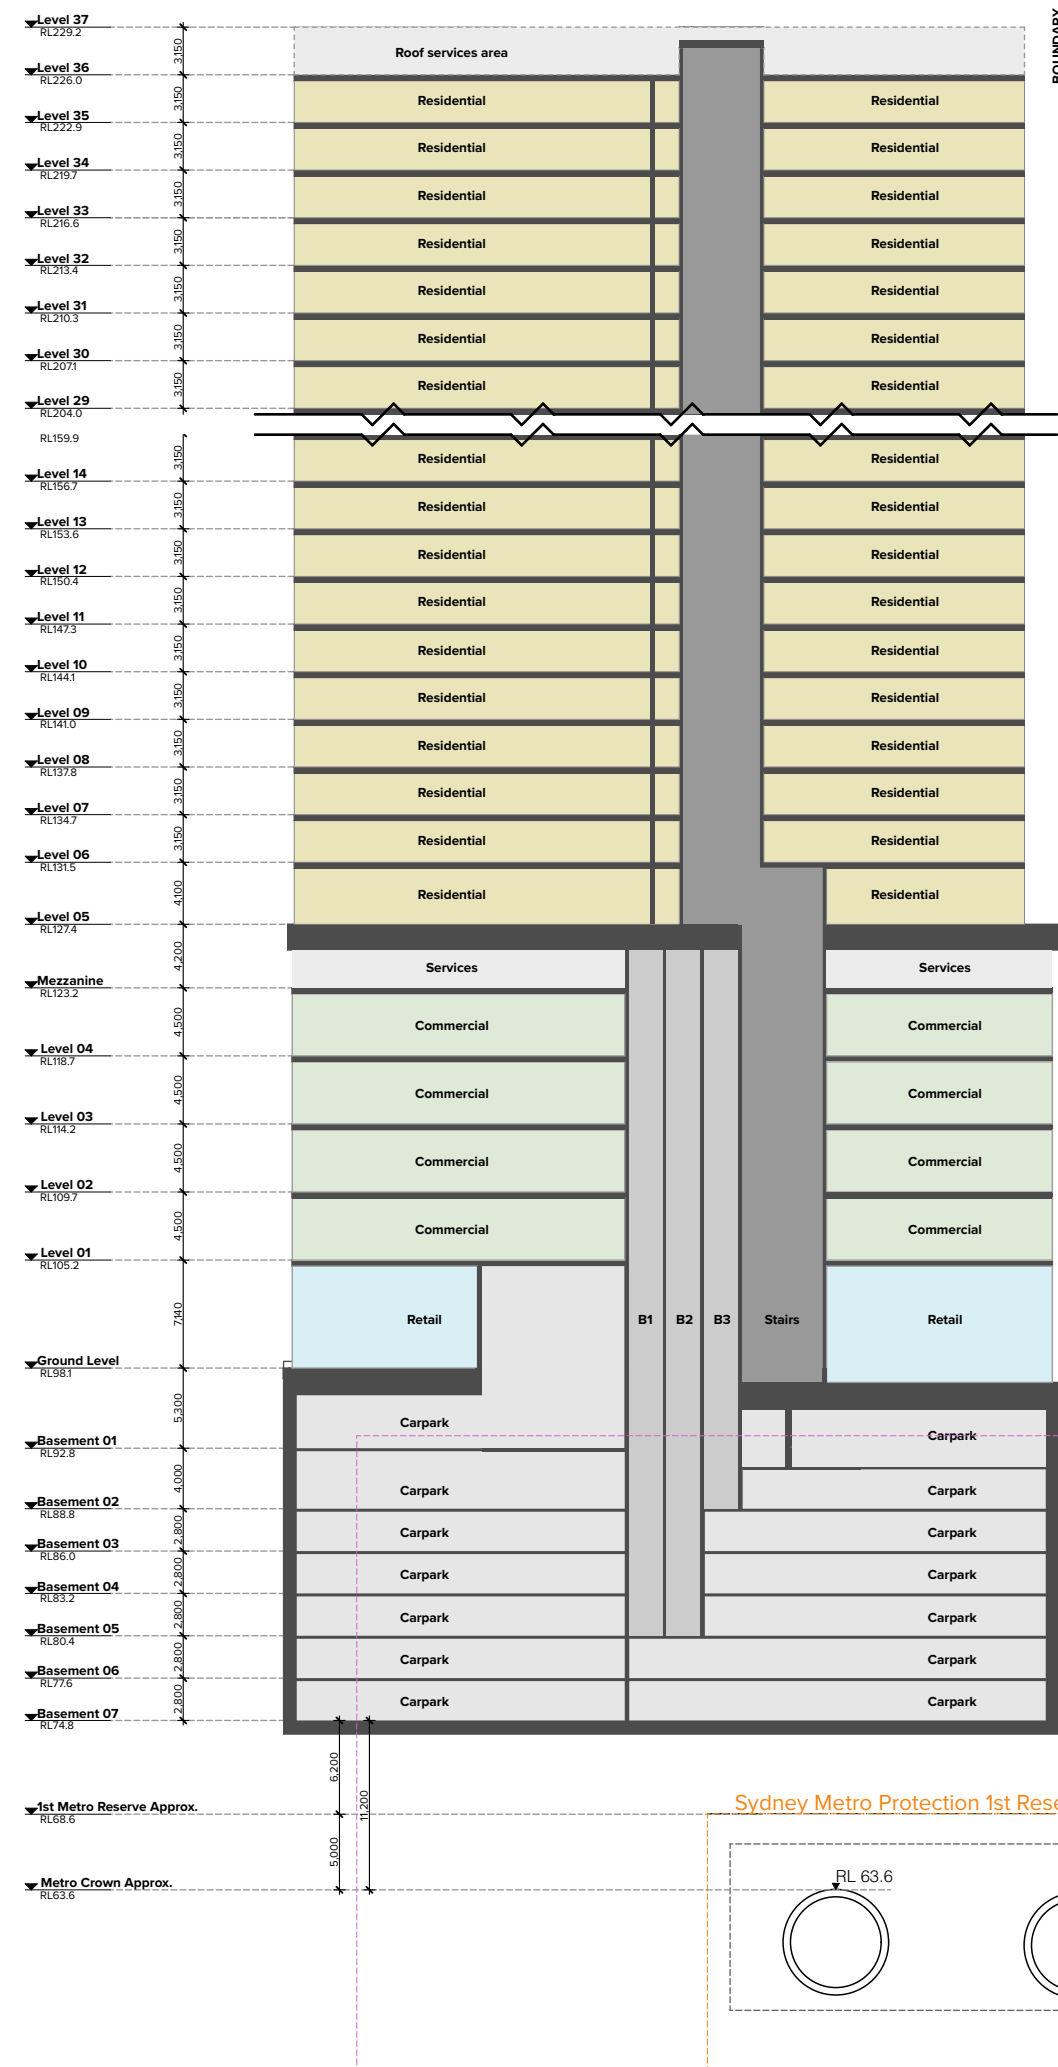 Level 37
RL229.2
BOUNDARY
3,150
Roof services area
Level 36
RL226.0
3,150
Residential
Residential
Level 35
RL222.9
3,150
Residential
Residential
Level 34
RL219.7
3,150
Residential
Residential
Level 33
RL216.6
3,150
Residential
Residential
Level 32
RL213.4
3,150
Residential
Residential
Level 31
RL210.3
3,150
Residential
Residential
Level 30
RL207.1
3,150
Residential
Residential
Level 29
RL204.0
RL159.9
3,150
Residential
Residential
Level 14
RL156.7
3,150
Residential
Residential
Level 13
RL153.6
3,150
Residential
Residential
Level 12
RL150.4
3,150
Residential
Residential
Level 11
RL147.3
3,150
Residential
Residential
Level 10
RL144.1
3,150
Residential
Residential
Level 09
RL141.0
3,150
Residential
Residential
Level 08
RL137.8
3,150
Residential
Residential
Level 07
RL134.7
3,150
Residential
Residential
Level 06
RL131.5
4,100
Residential
Residential
Level 05
RL127.4
4,200
Services
Services
Mezzanine
RL123.2
4,500
Commercial
Commercial
Level 04
RL118.7
4,500
Commercial
Commercial
Level 03
RL114.2
4,500
Commercial
Commercial
Level 02
RL109.7
4,500
Commercial
Commercial
Level 01
RL105.2
7,140
Retail
B1
B2
B3
Stairs
Retail
Ground Level
RL98.1
5,300
Carpark
Carpark
Basement 01
RL92.8
4,000
Carpark
Carpark
Basement 02
RL88.8
2,800
Carpark
Carpark
Basement 03
RL86.0
2,800
Carpark
Carpark
Basement 04
RL83.2
2,800
Carpark
Carpark
Basement 05
RL80.4
2,800
Carpark
Carpark
Basement 06
RL77.6
2,800
Carpark
Carpark
Basement 07
RL74.8
6,200
11,200
1st Metro Reserve Approx.
RL68.6
Sydney Metro Protection 1st Rese
5,000
Metro Crown Approx.
RL63.6
RL 63.6